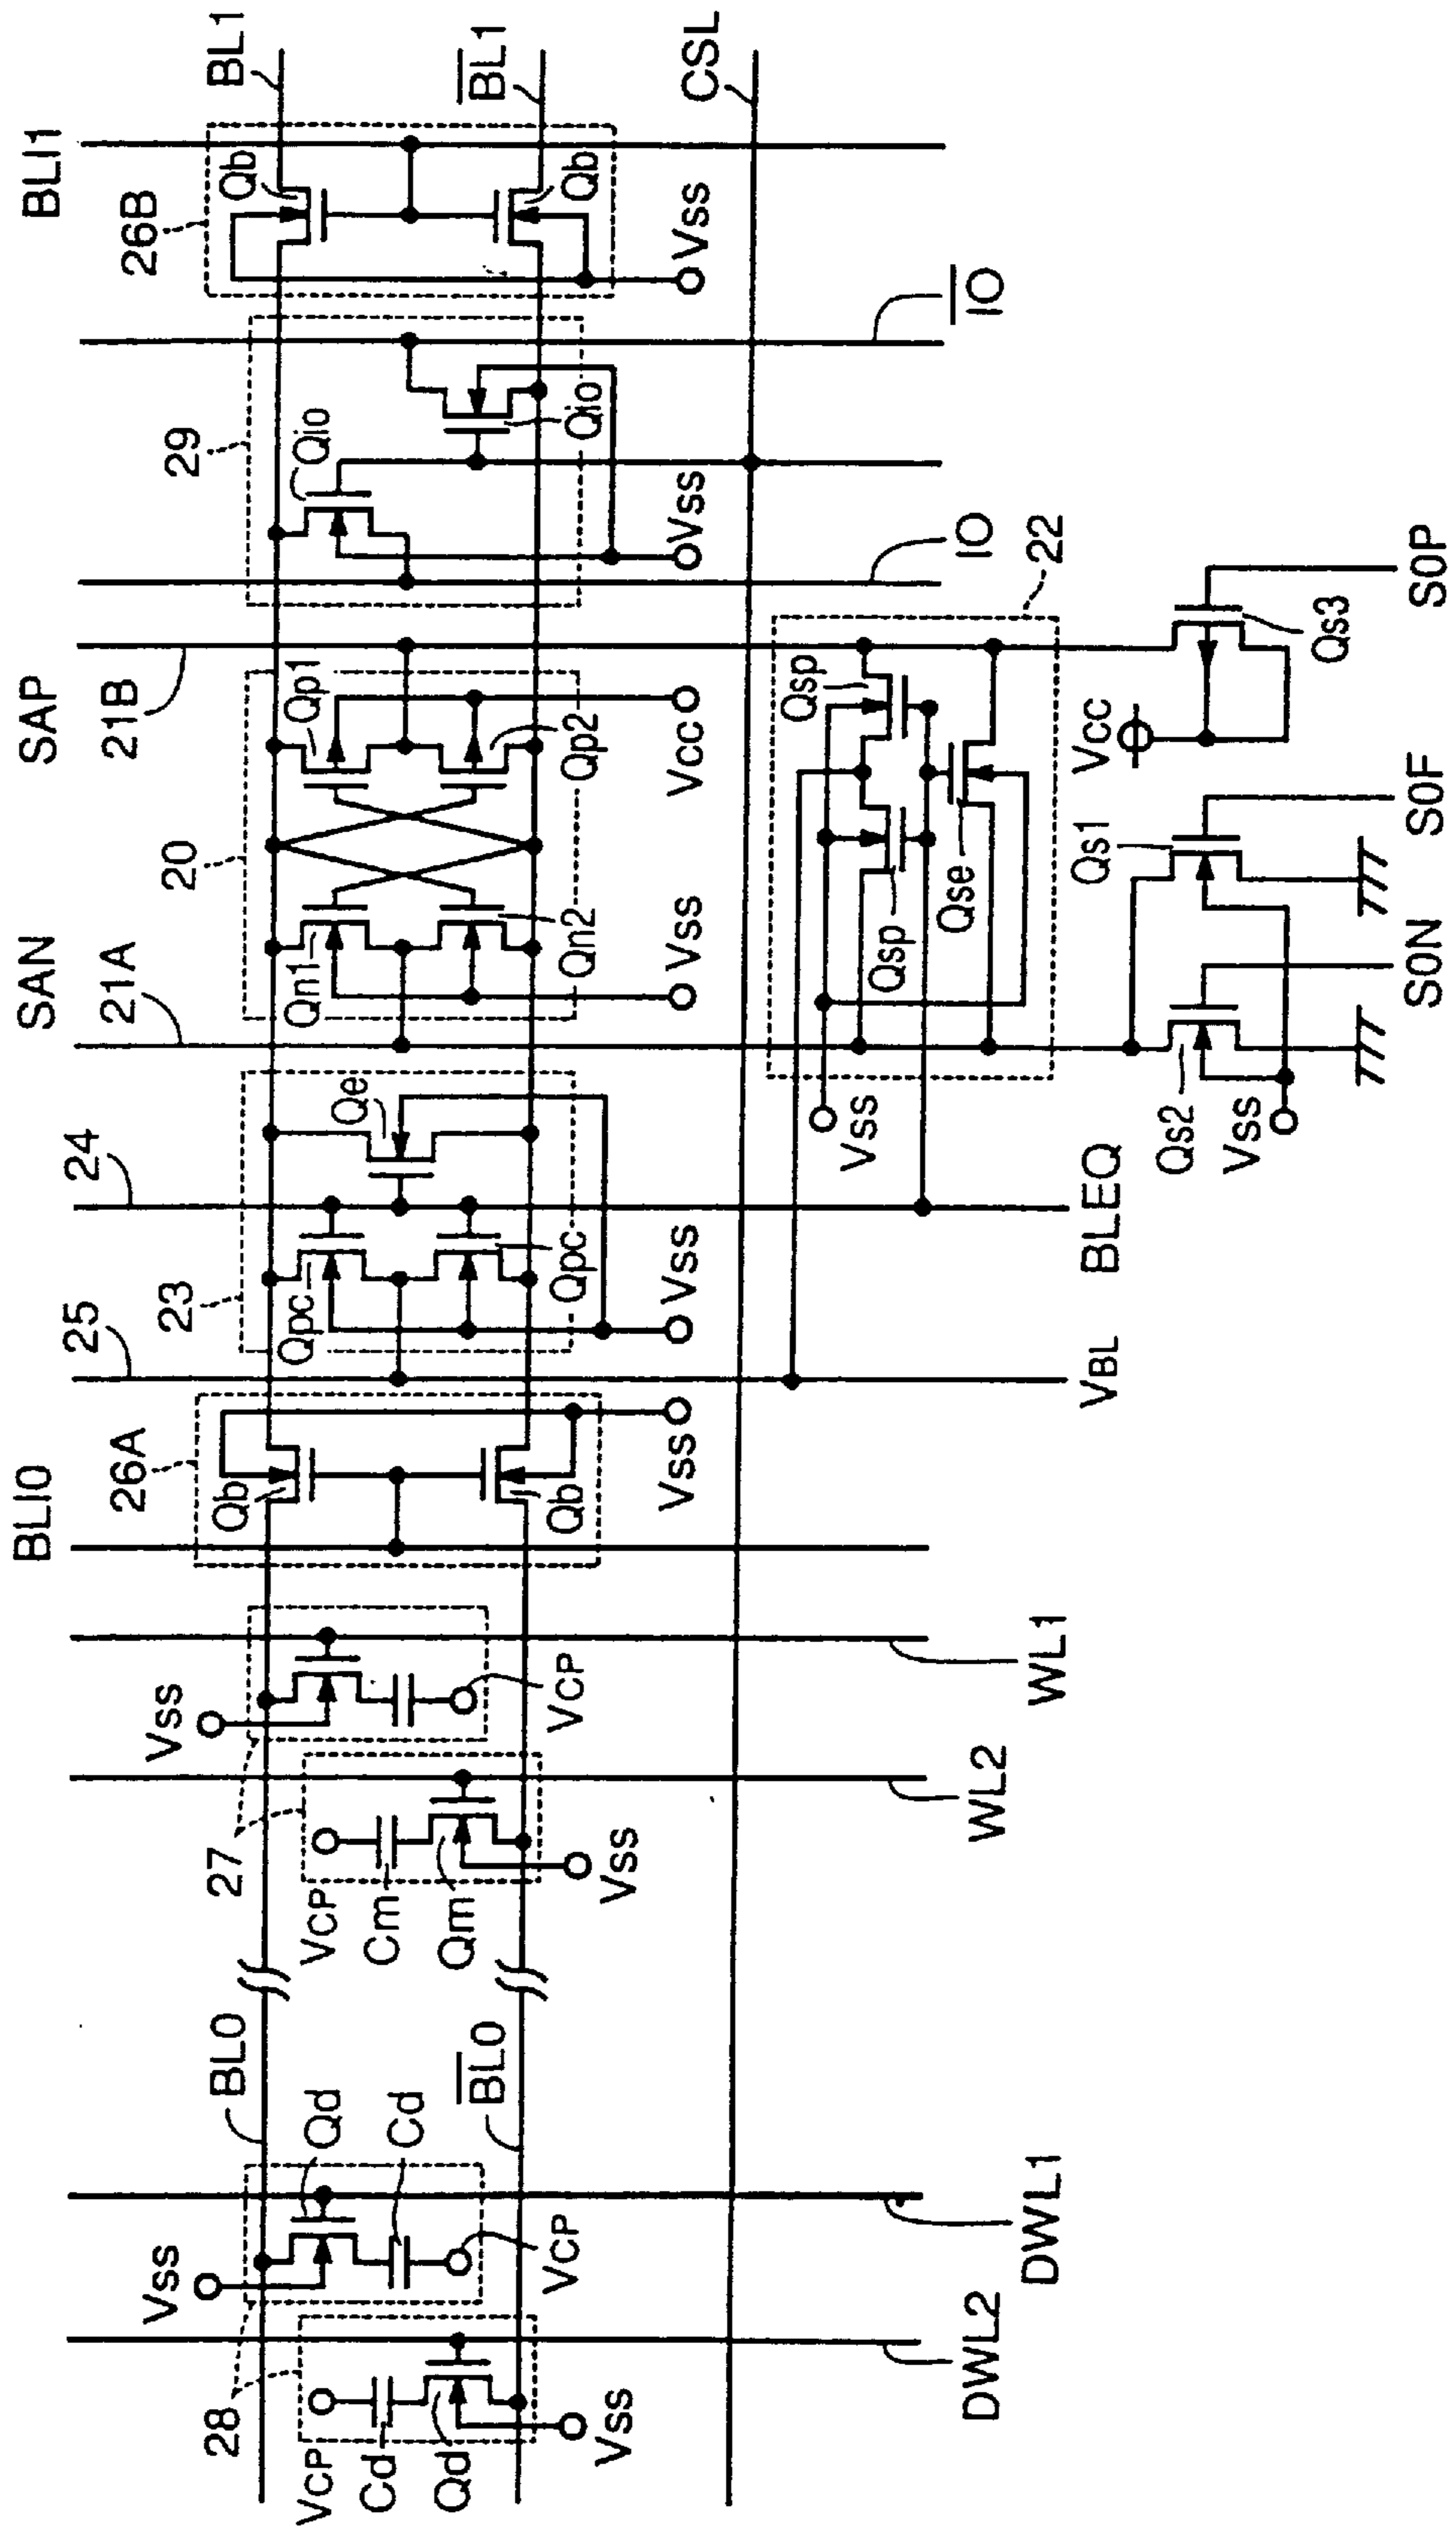 BLI0 SAN SAP BLI1
25 24 21A 21B
26A 23 20 29 26B
BL1
Vss Vss
27 28
BL0
Qb Qpc Qe Qn1 Qp1 Qio Qb
Qd
VCP Cm Qm
VCP Cd Qd
Cd
VCP VCP
BL0
Qb Qpc Qn2 Qp2 Qio Qb
BL1
Vss Vss
Vss Vss Vss Vcc Vss Vss
CSL
IO IO
Vss Qsp Qsp
Qse
22
DWL2 DWL1 WL2 WL1
VBL BLEQ
Qs2 Qs1 Vcc Qs3
Vss
S0N S0F S0P